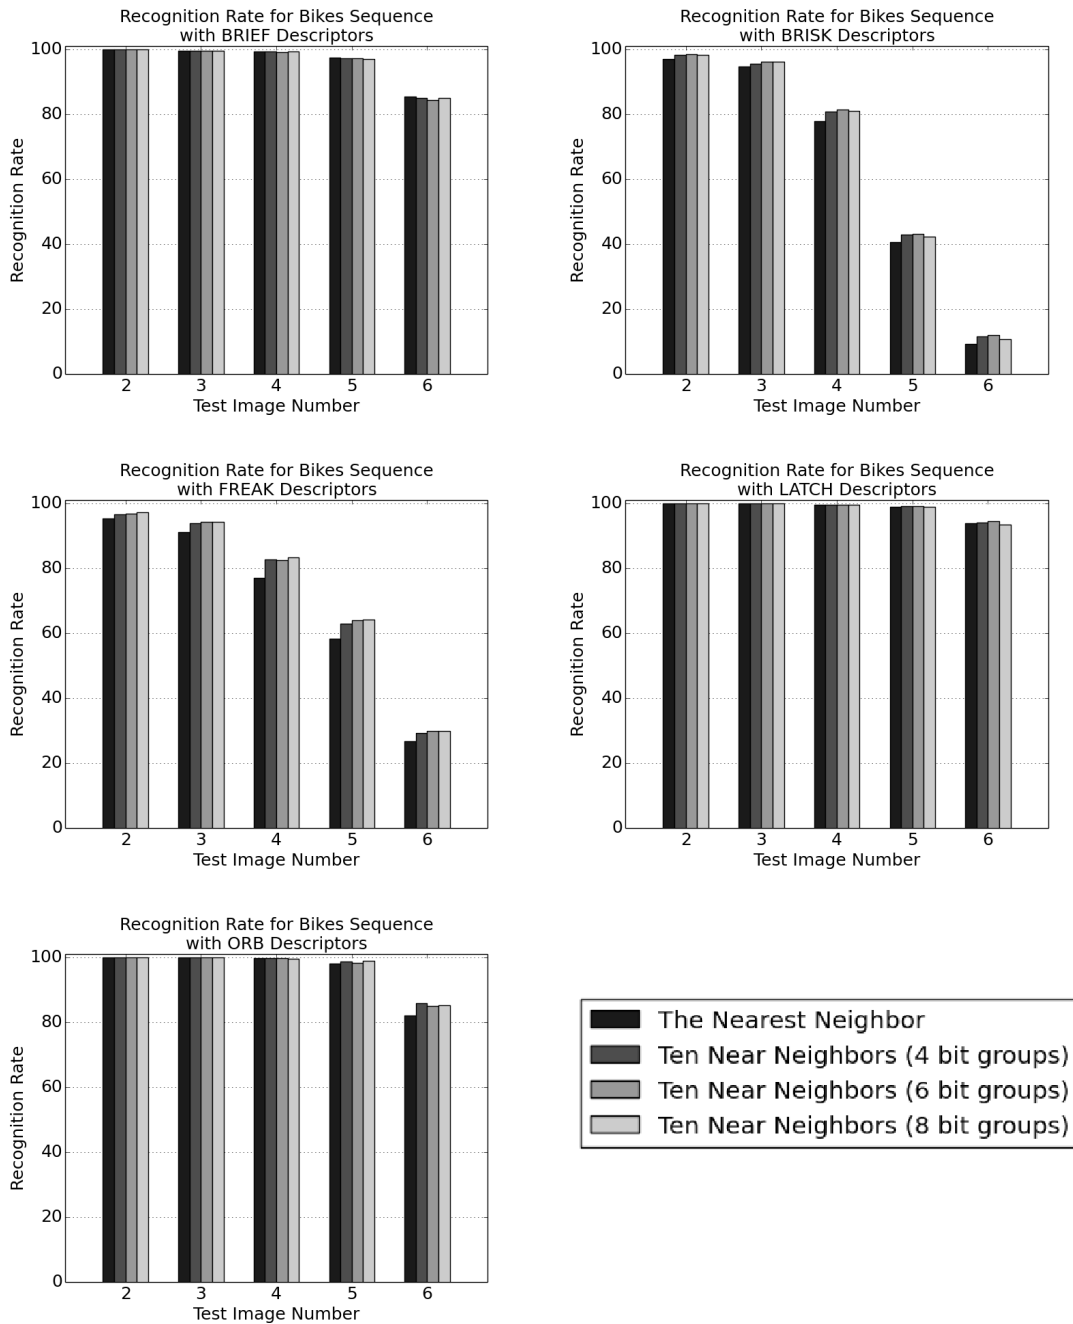 Recognition Rate for Bikes Sequence
with BRIEF Descriptors
100
80
60
40
20
0
Recognition Rate
2 3 4 5 6
Test Image Number
Recognition Rate for Bikes Sequence
with BRISK Descriptors
100
80
60
40
20
0
Recognition Rate
2 3 4 5 6
Test Image Number
Recognition Rate for Bikes Sequence
with FREAK Descriptors
100
80
60
40
20
0
Recognition Rate
2 3 4 5 6
Test Image Number
Recognition Rate for Bikes Sequence
with LATCH Descriptors
100
80
60
40
20
0
Recognition Rate
2 3 4 5 6
Test Image Number
Recognition Rate for Bikes Sequence
with ORB Descriptors
100
80
60
40
20
0
Recognition Rate
2 3 4 5 6
Test Image Number
The Nearest Neighbor
Ten Near Neighbors (4 bit groups)
Ten Near Neighbors (6 bit groups)
Ten Near Neighbors (8 bit groups)